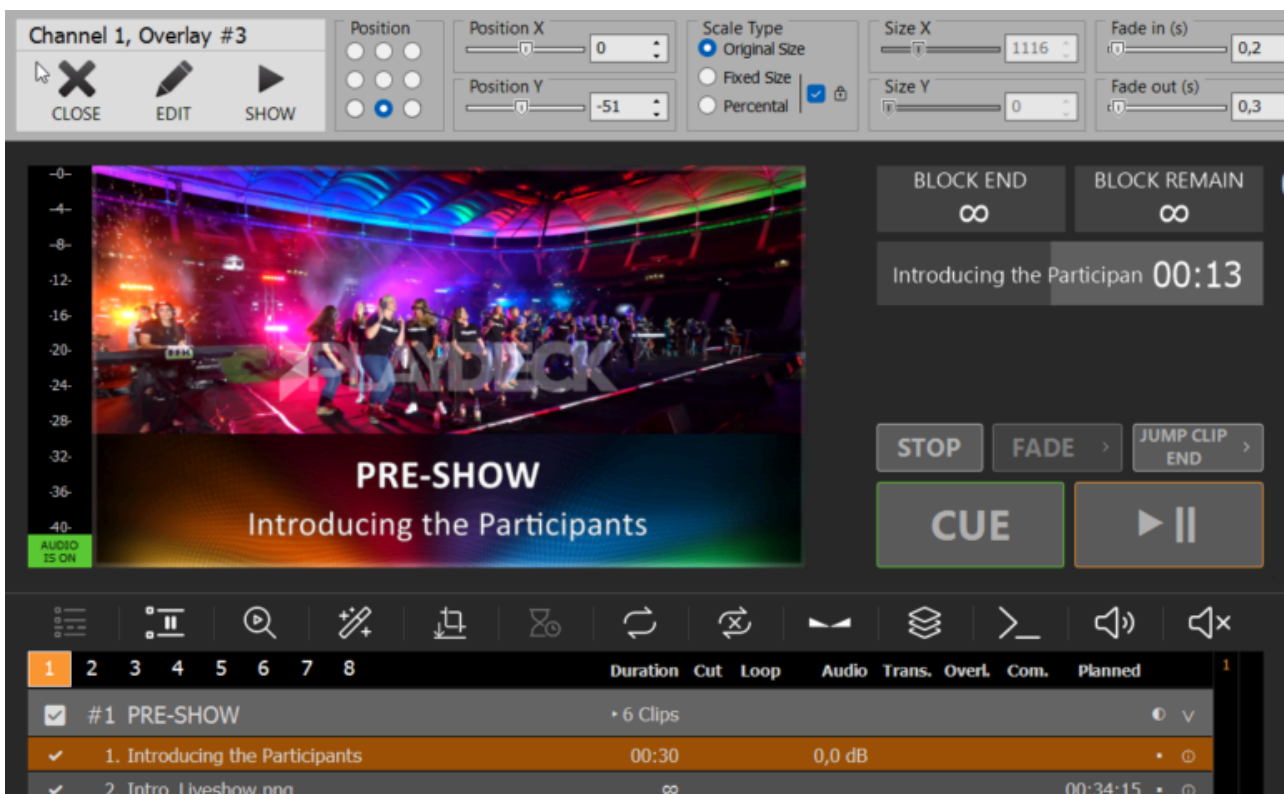 Channel 1, Overlay #3
CLOSE EDIT SHOW
Position
Position X
0
Position Y
-51
Scale Type
Original Size
Fixed Size
Percental
Size X
1116
Size Y
0
Fade in (s)
0,2
Fade out (s)
0,3
-0-
-4-
-8-
-12-
-16-
-20-
-24-
-28-
-32-
-36-
-40-
AUDIO
IS ON
PLAYDECK
PRE-SHOW
Introducing the Participants
BLOCK END
∞
BLOCK REMAIN
∞
Introducing the Participan 00:13
STOP FADE > JUMP CLIP
END >
CUE
1 2 3 4 5 6 7 8 Duration Cut Loop Audio Trans. Overl. Com. Planned 1
#1 PRE-SHOW 6 Clips
1. Introducing the Participants 00:30 0,0 dB
2. Intro_Liveshow.png ∞ 00:34:15